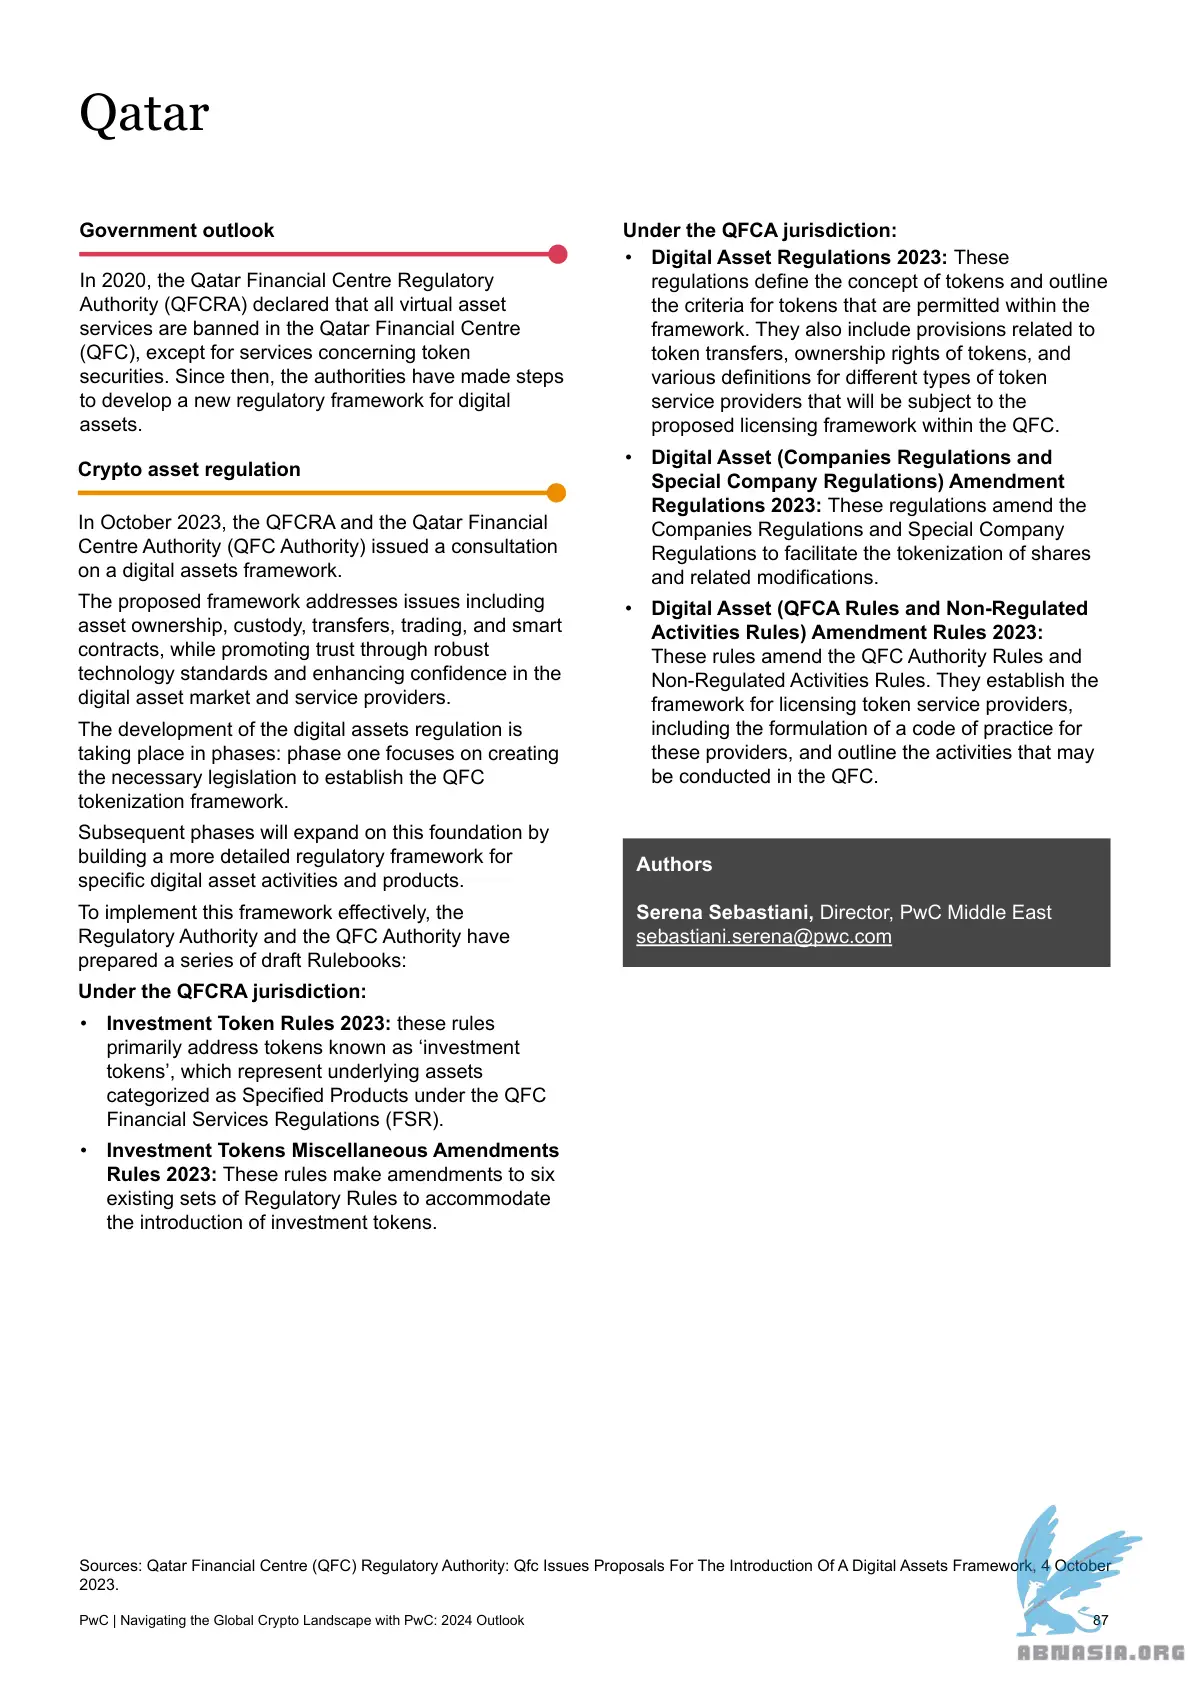 Qatar
Government outlook
In 2020, the Qatar Financial Centre Regulatory
Authority (QFCRA) declared that all virtual asset
services are banned in the Qatar Financial Centre
(QFC), except for services concerning token
securities. Since then, the authorities have made steps
to develop a new regulatory framework for digital
assets.
Crypto asset regulation
In October 2023, the QFCRA and the Qatar Financial
Centre Authority (QFC Authority) issued a consultation
on a digital assets framework.
The proposed framework addresses issues including
asset ownership, custody, transfers, trading, and smart
contracts, while promoting trust through robust
technology standards and enhancing confidence in the
digital asset market and service providers.
The development of the digital assets regulation is
taking place in phases: phase one focuses on creating
the necessary legislation to establish the QFC
tokenization framework.
Subsequent phases will expand on this foundation by
building a more detailed regulatory framework for
specific digital asset activities and products.
To implement this framework effectively, the
Regulatory Authority and the QFC Authority have
prepared a series of draft Rulebooks:
Under the QFCRA jurisdiction:
• Investment Token Rules 2023: these rules
primarily address tokens known as ‘investment
tokens’, which represent underlying assets
categorized as Specified Products under the QFC
Financial Services Regulations (FSR).
• Investment Tokens Miscellaneous Amendments
Rules 2023: These rules make amendments to six
existing sets of Regulatory Rules to accommodate
the introduction of investment tokens.
Under the QFCA jurisdiction:
• Digital Asset Regulations 2023: These
regulations define the concept of tokens and outline
the criteria for tokens that are permitted within the
framework. They also include provisions related to
token transfers, ownership rights of tokens, and
various definitions for different types of token
service providers that will be subject to the
proposed licensing framework within the QFC.
• Digital Asset (Companies Regulations and
Special Company Regulations) Amendment
Regulations 2023: These regulations amend the
Companies Regulations and Special Company
Regulations to facilitate the tokenization of shares
and related modifications.
• Digital Asset (QFCA Rules and Non-Regulated
Activities Rules) Amendment Rules 2023:
These rules amend the QFC Authority Rules and
Non-Regulated Activities Rules. They establish the
framework for licensing token service providers,
including the formulation of a code of practice for
these providers, and outline the activities that may
be conducted in the QFC.
Authors
Serena Sebastiani, Director, PwC Middle East
sebastiani.serena@pwc.com
Sources: Qatar Financial Centre (QFC) Regulatory Authority: Qfc Issues Proposals For The Introduction Of A Digital Assets Framework, 4 October
2023.
PwC | Navigating the Global Crypto Landscape with PwC: 2024 Outlook
87
ABNASIA.ORG